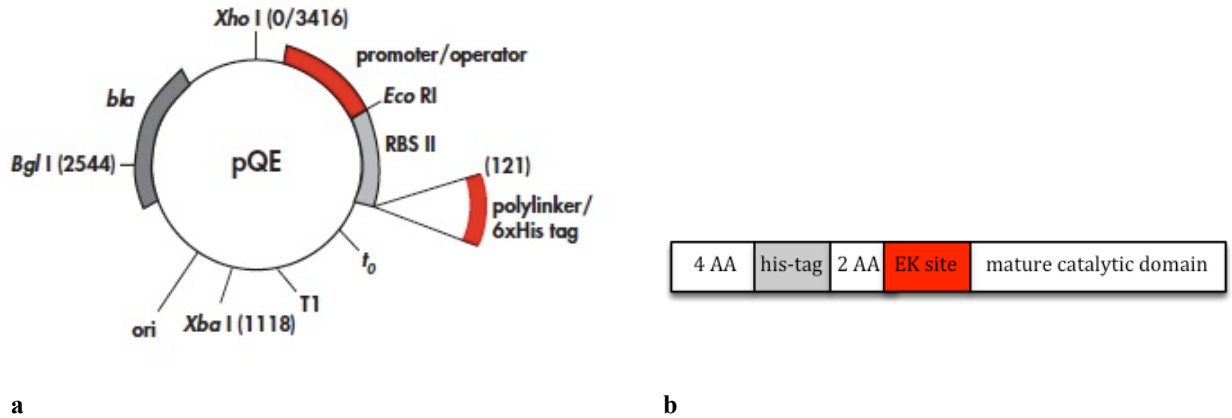 Xho I (0/3416)
promoter/operator
Eco RI
bla
RBS II
Bgl I (2544)
pQE
(121)
polylinker/
6xHis tag
t0
T1
Xba I (1118)
ori
4 AA his-tag 2 AA EK site mature catalytic domain
a b